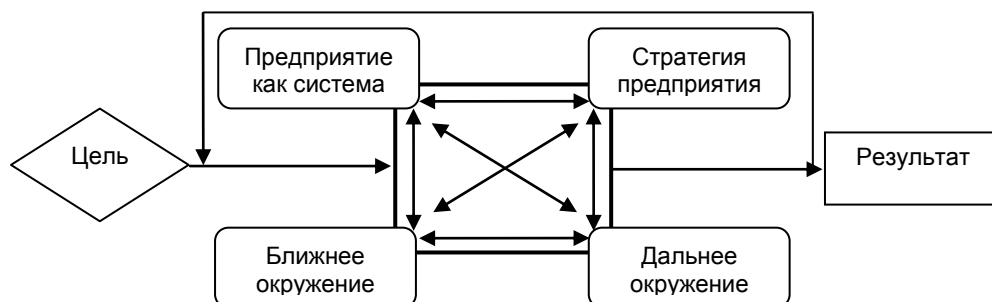 Предприятие
как система
Стратегия
предприятия
Цель
Результат
Ближнее
окружение
Дальнее
окружение